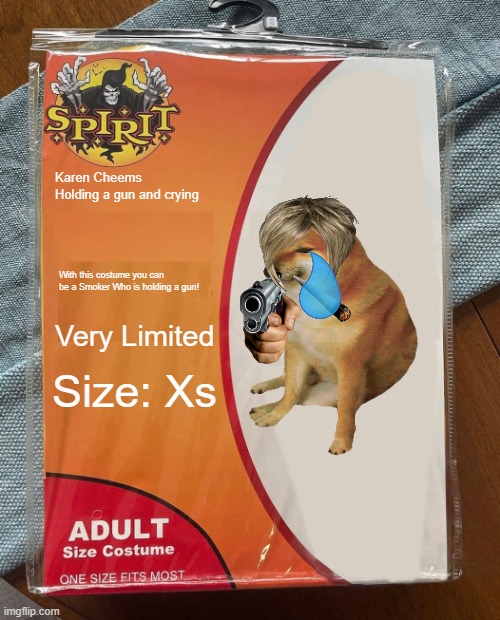 SPIRIT
Karen Cheems
Holding a gun and crying
With this costume you can
be a Smoker Who is holding a gun!
Very Limited
Size: Xs
ADULT
Size Costume
ONE SIZE FITS MOST
imgflip.com